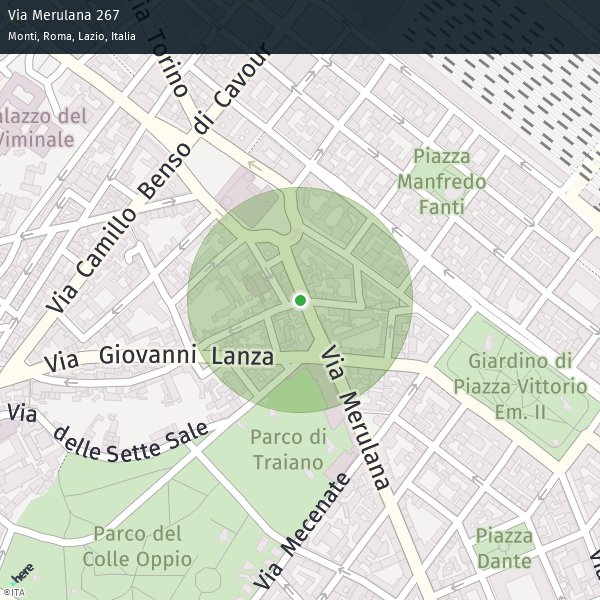 Via Merulana 267
Monti, Roma, Lazio, Italia
Via Torino
Palazzo del
Viminale
Via Camillo Benso di Cavour
Piazza
Manfredo
Fanti
Via Giovanni Lanza
Via Merulana
Giardino di
Piazza Vittorio
Em. II
Via delle Sette Sale
Parco di
Traiano
Parco del
Colle Oppio
Via Mecenate
Piazza
Dante
Via
here
©ITA